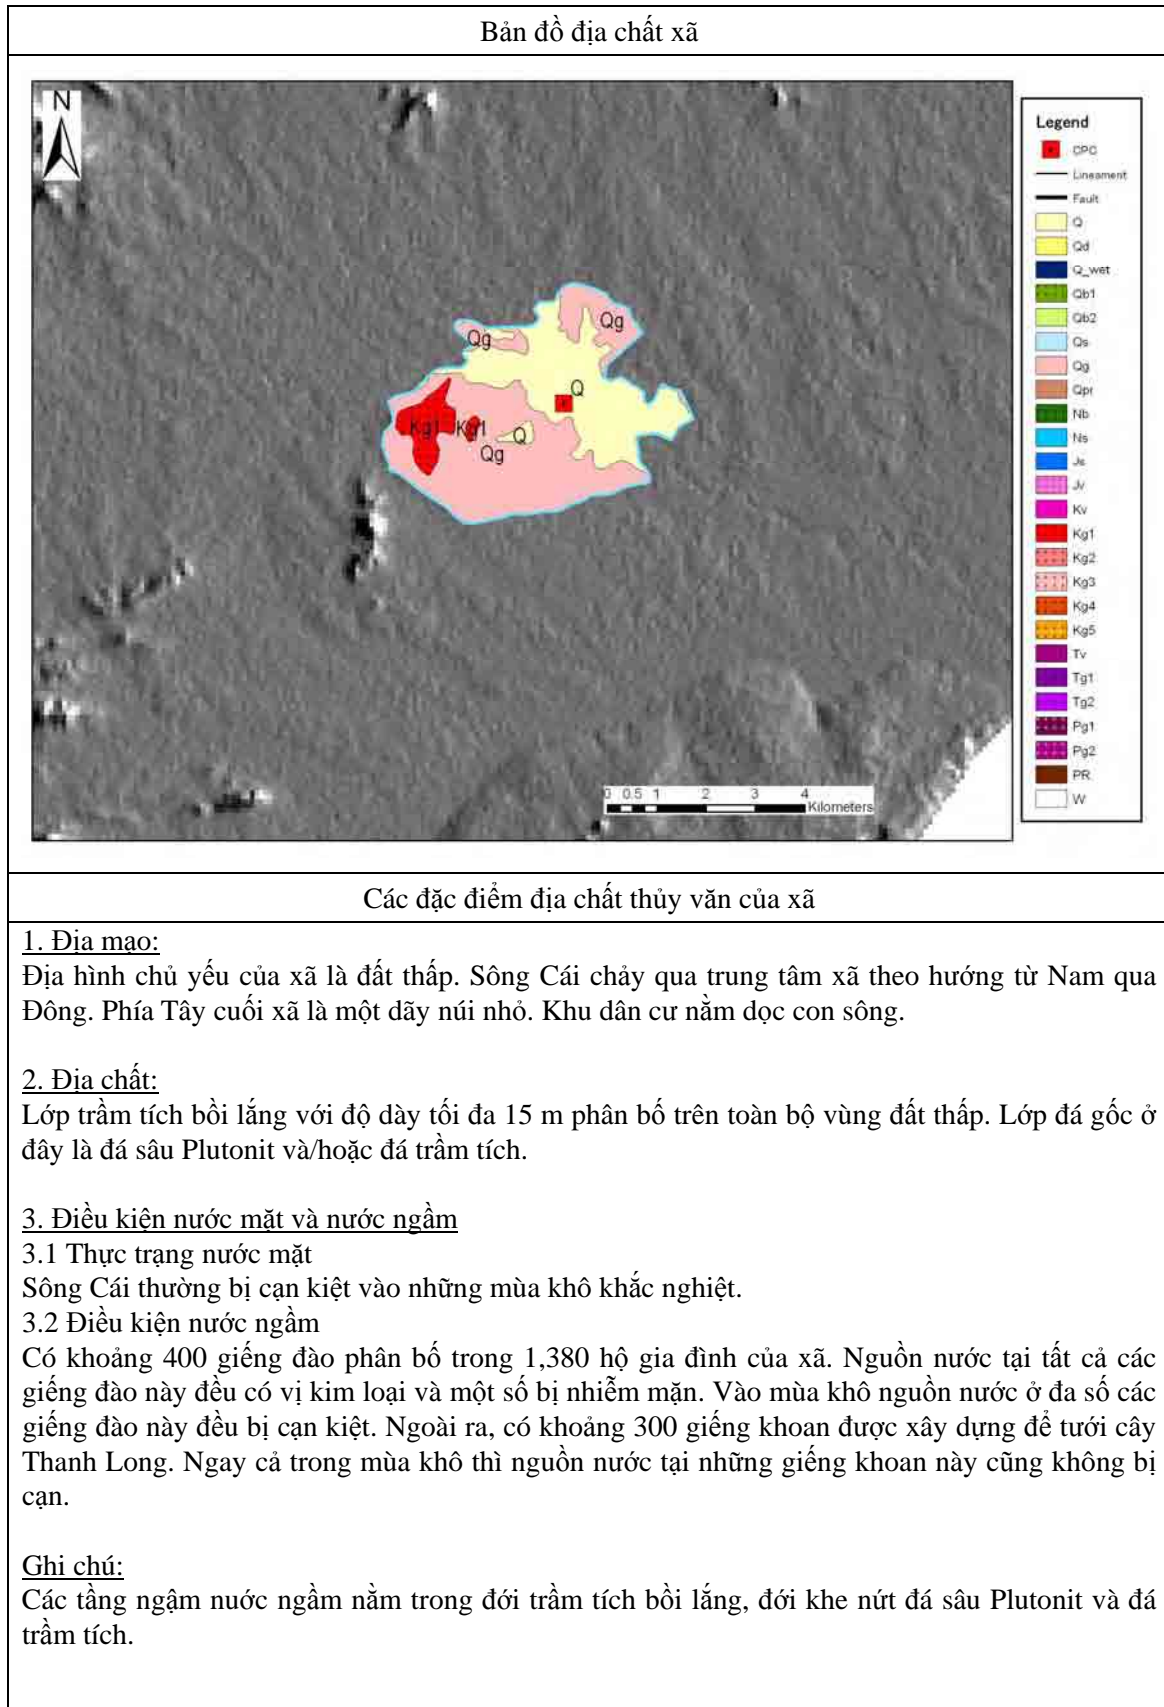 Bản đồ địa chất xã
N
Legend
CPC
Lineament
Fault
Q
Qd
Q_wet
Qb1
Qb2
Qs
Qg
Qpr
Nb
Ns
Js
Jv
Kv
Kg1
Kg2
Kg3
Kg4
Kg5
Tv
Tg1
Tg2
Pg1
Pg2
PR
W
Qg
Qg
Q
Kg1
Kg1
Q
Qg
0 0.5 1 2 3 4
Kilometers
Các đặc điểm địa chất thủy văn của xã
1. Địa mạo:
Địa hình chủ yếu của xã là đất thấp. Sông Cái chảy qua trung tâm xã theo hướng từ Nam qua
Đông. Phía Tây cuối xã là một dãy núi nhỏ. Khu dân cư nằm dọc con sông.
2. Địa chất:
Lớp trầm tích bồi lắng với độ dày tối đa 15 m phân bố trên toàn bộ vùng đất thấp. Lớp đá gốc ở
đây là đá sâu Plutonit và/hoặc đá trầm tích.
3. Điều kiện nước mặt và nước ngầm
3.1 Thực trạng nước mặt
Sông Cái thường bị cạn kiệt vào những mùa khô khắc nghiệt.
3.2 Điều kiện nước ngầm
Có khoảng 400 giếng đào phân bố trong 1,380 hộ gia đình của xã. Nguồn nước tại tất cả các
giếng đào này đều có vị kim loại và một số bị nhiễm mặn. Vào mùa khô nguồn nước ở đa số các
giếng đào này đều bị cạn kiệt. Ngoài ra, có khoảng 300 giếng khoan được xây dựng để tưới cây
Thanh Long. Ngay cả trong mùa khô thì nguồn nước tại những giếng khoan này cũng không bị
cạn.
Ghi chú:
Các tầng ngậm nuớc ngầm nằm trong đới trầm tích bồi lắng, đới khe nứt đá sâu Plutonit và đá
trầm tích.